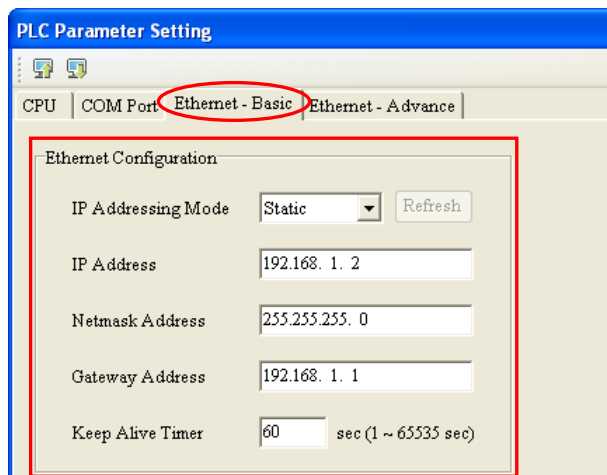 PLC Parameter Setting
CPU COM Port Ethernet - Basic Ethernet - Advance
Ethernet Configuration
IP Addressing Mode Static Refresh
IP Address 192.168. 1. 2
Netmask Address 255.255.255. 0
Gateway Address 192.168. 1. 1
Keep Alive Timer 60 sec (1 ~ 65535 sec)